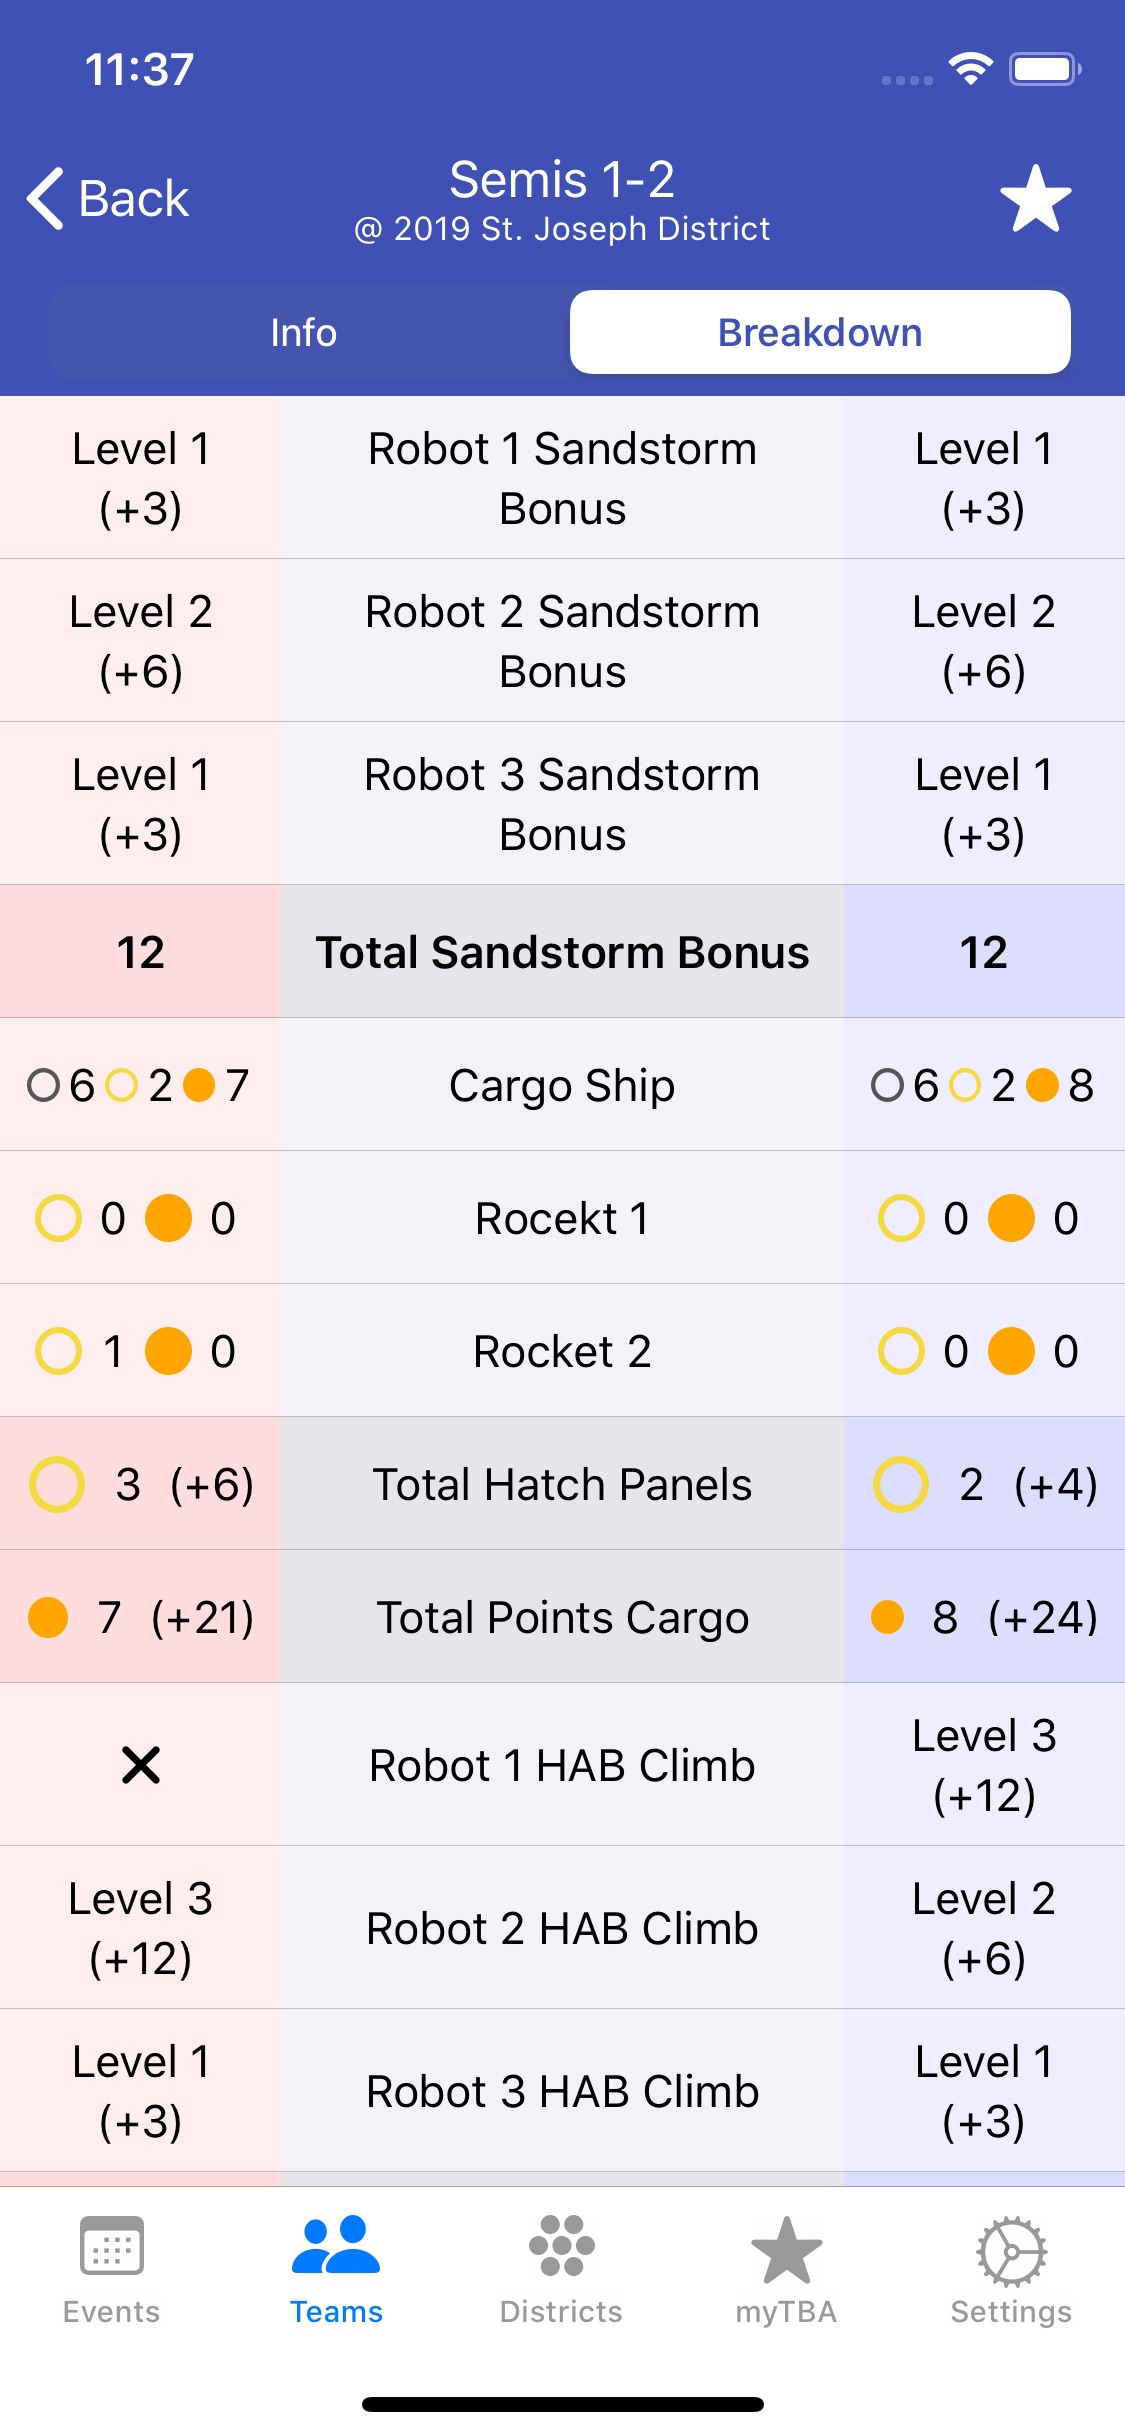 11:37
Back
Semis 1-2
@ 2019 St. Joseph District
Info
Breakdown
Level 1
(+3)
Robot 1 Sandstorm
Bonus
Level 1
(+3)
Level 2
(+6)
Robot 2 Sandstorm
Bonus
Level 2
(+6)
Level 1
(+3)
Robot 3 Sandstorm
Bonus
Level 1
(+3)
12
Total Sandstorm Bonus
12
6 2 7
Cargo Ship
6 2 8
0 0
Rocekt 1
0 0
1 0
Rocket 2
0 0
3 (+6)
Total Hatch Panels
2 (+4)
7 (+21)
Total Points Cargo
8 (+24)
Robot 1 HAB Climb
Level 3
(+12)
Level 3
(+12)
Robot 2 HAB Climb
Level 2
(+6)
Level 1
(+3)
Robot 3 HAB Climb
Level 1
(+3)
Events
Teams
Districts
myTBA
Settings